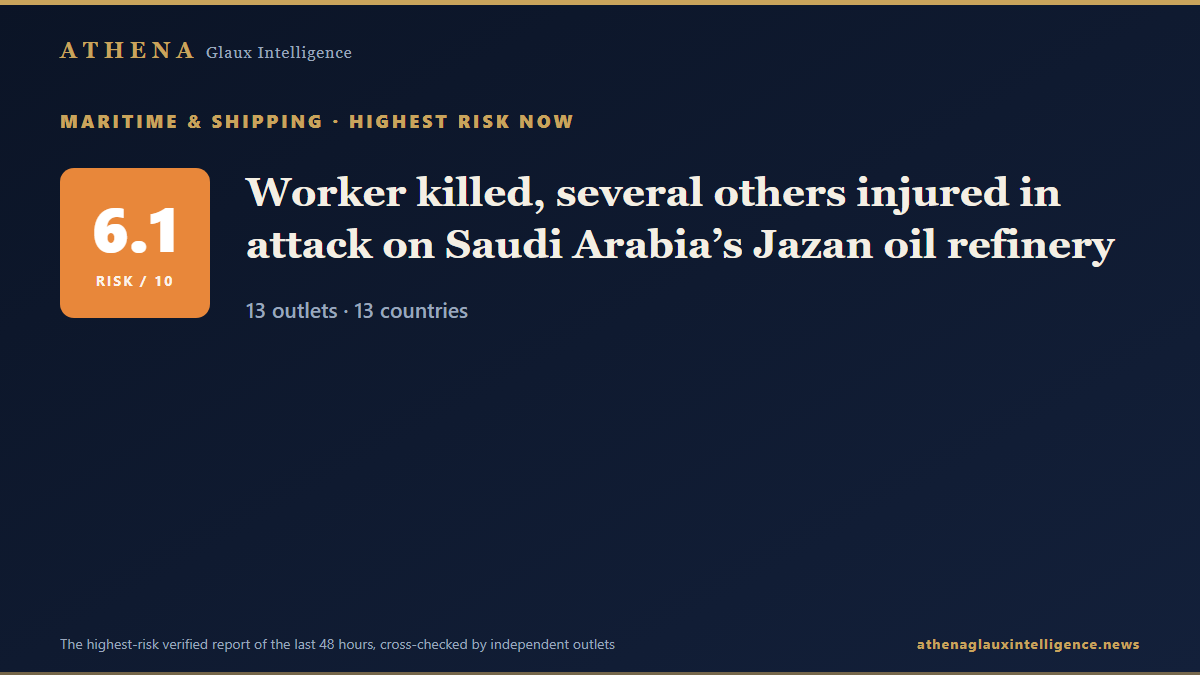 ATHENA Glaux Intelligence
MARITIME & SHIPPING · HIGHEST RISK NOW
6.1
RISK / 10
Worker killed, several others injured in
attack on Saudi Arabia’s Jazan oil refinery
13 outlets · 13 countries
The highest-risk verified report of the last 48 hours, cross-checked by independent outlets
athenaglauxintelligence.news